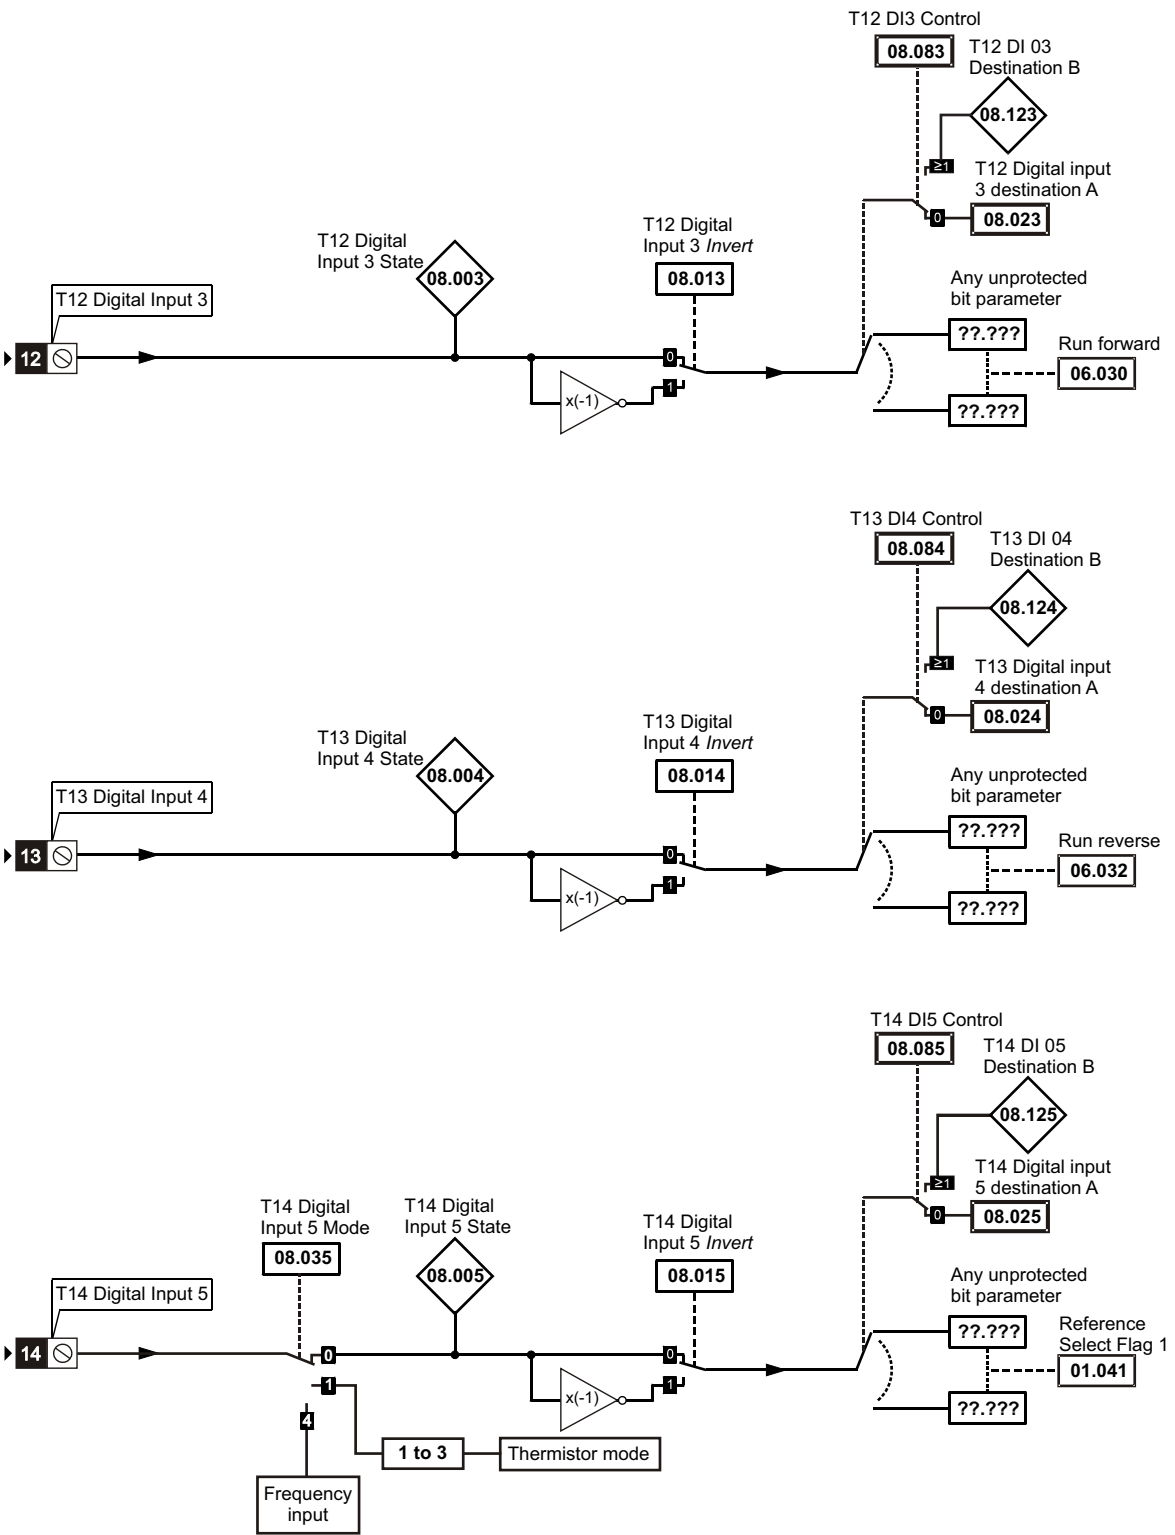 T12 DI3 Control
08.083
T12 DI 03
Destination B
08.123
≥1
T12 Digital input
3 destination A
0
08.023
T12 Digital
Input 3 State
08.003
T12 Digital
Input 3 Invert
08.013
Any unprotected
bit parameter
T12 Digital Input 3
??.???
Run forward
06.030
12
0
1
x(-1)
??.???
T13 DI4 Control
08.084
T13 DI 04
Destination B
08.124
≥1
T13 Digital input
4 destination A
0
08.024
T13 Digital
Input 4 State
08.004
T13 Digital
Input 4 Invert
08.014
Any unprotected
bit parameter
T13 Digital Input 4
??.???
Run reverse
06.032
13
0
1
x(-1)
??.???
T14 DI5 Control
08.085
T14 DI 05
Destination B
08.125
≥1
T14 Digital input
5 destination A
0
08.025
T14 Digital
Input 5 Mode
08.035
T14 Digital
Input 5 State
08.005
T14 Digital
Input 5 Invert
08.015
Any unprotected
bit parameter
T14 Digital Input 5
??.???
Reference
Select Flag 1
01.041
14
0
0
1
1
x(-1)
??.???
4
1 to 3
Thermistor mode
Frequency
input